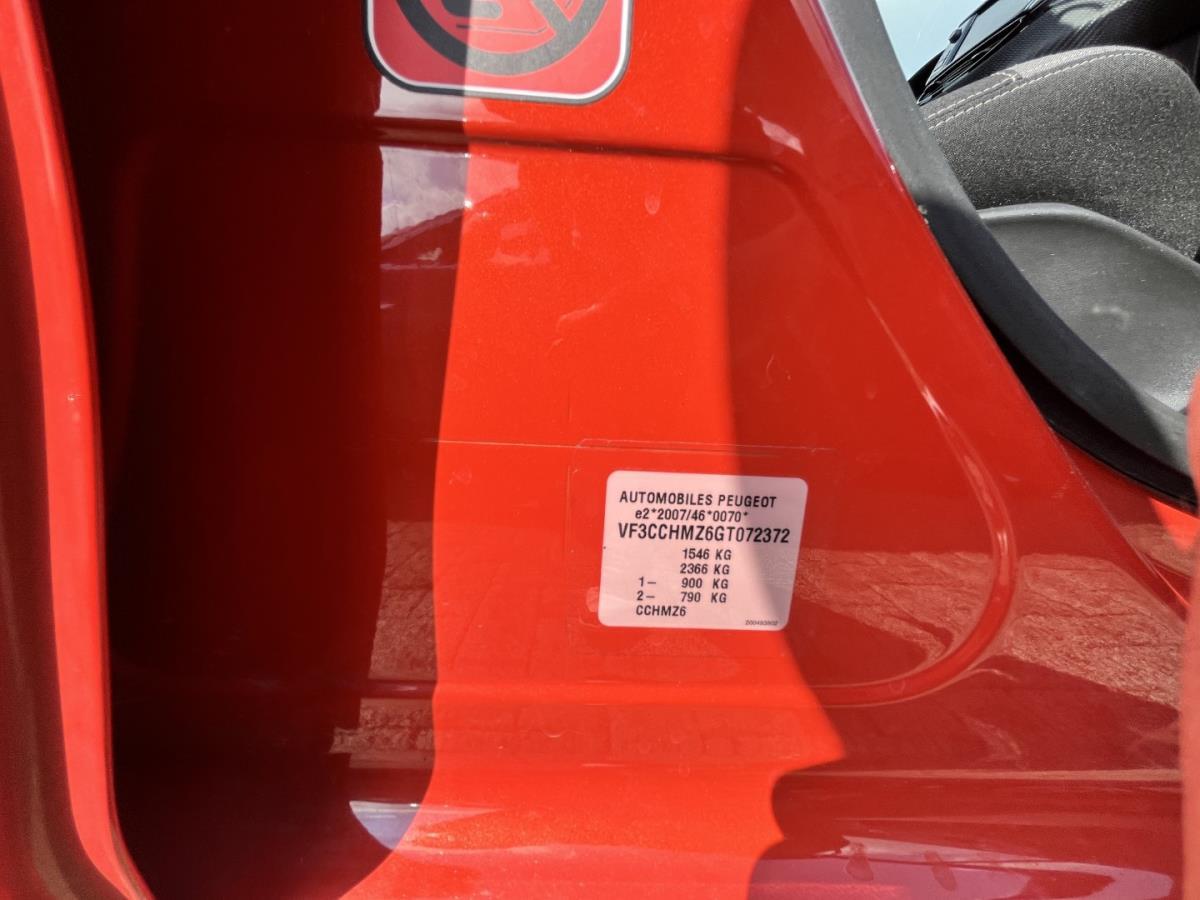 AUTOMOBILES PEUGEOT
e2*2007/46*0070*
VF3CCHMZ6GT072372
1546 KG
2366 KG
1- 900 KG
2- 790 KG
CCHMZ6